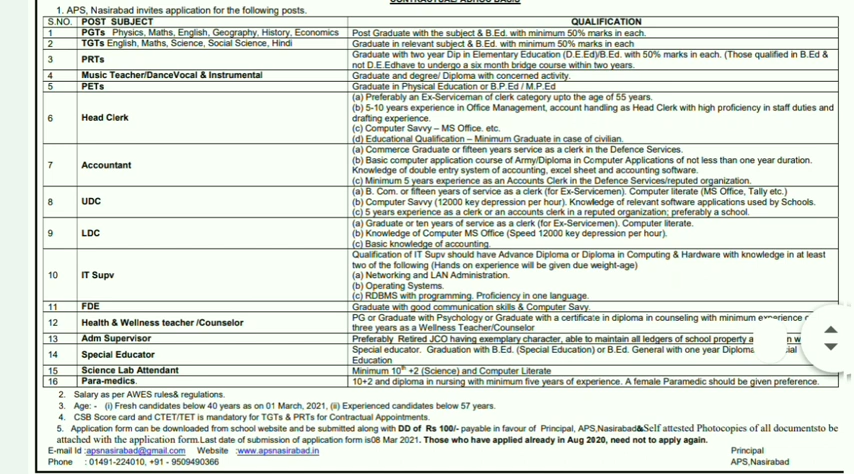 CONTRACTUAL/ADHOC BASIS
1. APS, Nasirabad invites application for the following posts.
S.NO. POST SUBJECT QUALIFICATION
1 PGTs Physics, Maths, English, Geography, History, Economics Post Graduate with the subject & B.Ed. with minimum 50% marks in each.
2 TGTs English, Maths, Science, Social Science, Hindi Graduate in relevant subject & B.Ed. with minimum 50% marks in each
3 PRTs Graduate with two year Dip in Elementary Education (D.E.Ed)/B.Ed. with 50% marks in each. (Those qualified in B.Ed &
not D.E.Edhave to undergo a six month bridge course within two years.
4 Music Teacher/DanceVocal & Instrumental Graduate and degree/ Diploma with concerned activity.
5 PETs Graduate in Physical Education or B.P.Ed / M.P.Ed
6 Head Clerk (a) Preferably an Ex-Serviceman of clerk category upto the age of 55 years.
(b) 5-10 years experience in Office Management, account handling as Head Clerk with high proficiency in staff duties and
drafting experience.
(c) Computer Savvy – MS Office. etc.
(d) Educational Qualification – Minimum Graduate in case of civilian.
7 Accountant (a) Commerce Graduate or fifteen years service as a clerk in the Defence Services.
(b) Basic computer application course of Army/Diploma in Computer Applications of not less than one year duration.
Knowledge of double entry system of accounting, excel sheet and accounting software.
(c) Minimum 5 years experience as an Accounts Clerk in the Defence Services/reputed organization.
8 UDC (a) B. Com. or fifteen years of service as a clerk (for Ex-Servicemen). Computer literate (MS Office, Tally etc.)
(b) Computer Savvy (12000 key depression per hour). Knowledge of relevant software applications used by Schools.
(c) 5 years experience as a clerk or an accounts clerk in a reputed organization; preferably a school.
9 LDC (a) Graduate or ten years of service as a clerk (for Ex-Servicemen). Computer literate.
(b) Knowledge of Computer MS Office (Speed 12000 key depression per hour).
(c) Basic knowledge of accounting.
10 IT Supv Qualification of IT Supv should have Advance Diploma or Diploma in Computing & Hardware with knowledge in at least
two of the following (Hands on experience will be given due weight-age)
(a) Networking and LAN Administration.
(b) Operating Systems.
(c) RDBMS with programming. Proficiency in one language.
11 FDE Graduate with good communication skills & Computer Savy.
12 Health & Wellness teacher /Counselor PG or Graduate with Psychology or Graduate with a certificate in diploma in counseling with minimum experience
three years as a Wellness Teacher/Counselor
13 Adm Supervisor Preferably Retired JCO having exemplary character, able to maintain all ledgers of school property
14 Special Educator Special educator. Graduation with B.Ed. (Special Education) or B.Ed. General with one year Diploma
Education
15 Science Lab Attendant Minimum 10th +2 (Science) and Computer Literate
16 Para-medics. 10+2 and diploma in nursing with minimum five years of experience. A female Paramedic should be given preference.
2. Salary as per AWES rules& regulations.
3. Age: - (i) Fresh candidates below 40 years as on 01 March, 2021, (ii) Experienced candidates below 57 years.
4. CSB Score card and CTET/TET is mandatory for TGTs & PRTs for Contractual Appointments.
5. Application form can be downloaded from school website and be submitted along with DD of Rs 100/- payable in favour of Principal, APS,Nasirabad&Self attested Photocopies of all documentsto be
attached with the application form.Last date of submission of application form is08 Mar 2021. Those who have applied already in Aug 2020, need not to apply again.
E-mail Id :apsnasirabad@gmail.com Website :www.apsnasirabad.in Principal
Phone : 01491-224010, +91 - 9509490366 APS,Nasirabad